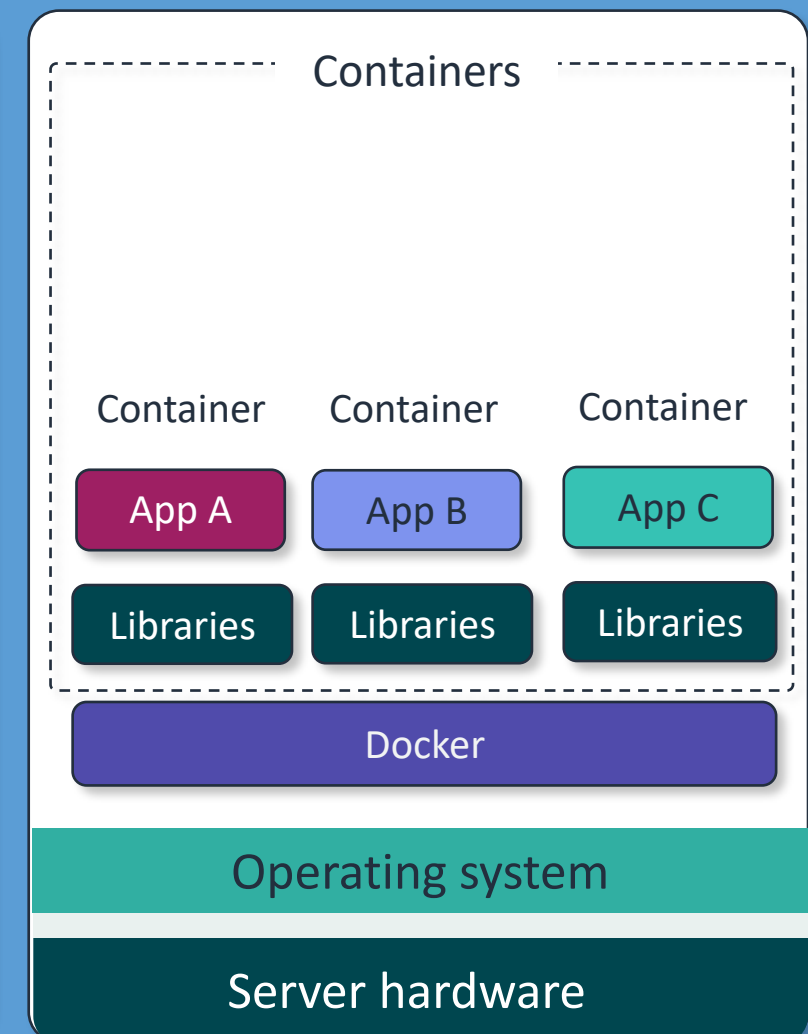 Containers
Container Container Container
App A App B App C
Libraries Libraries Libraries
Docker
Operating system
Server hardware